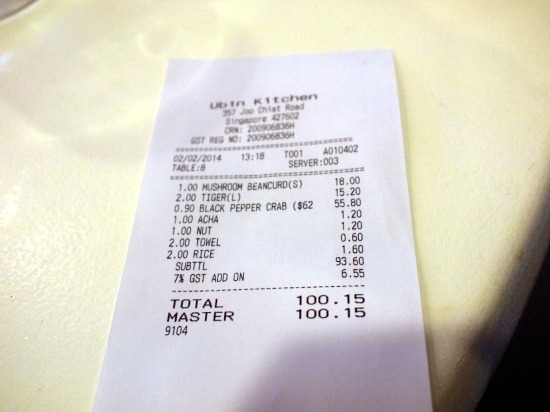 Ubin Kitchen
357 Joo Chiat Road
Singapore 427602
CRN: 200906836H
GST REG NO: 200906836H
02/02/2014 13:18 T001 A010402
TABLE:8 SERVER:003
1.00 MUSHROOM BEANCURD(S) 18.00
2.00 TIGER(L) 15.20
0.90 BLACK PEPPER CRAB ($62 55.80
1.00 ACHA 1.20
1.00 NUT 1.20
2.00 TOWEL 0.60
2.00 RICE 1.60
SUBTTL 93.60
7% GST ADD ON 6.55
TOTAL 100.15
MASTER 100.15
9104